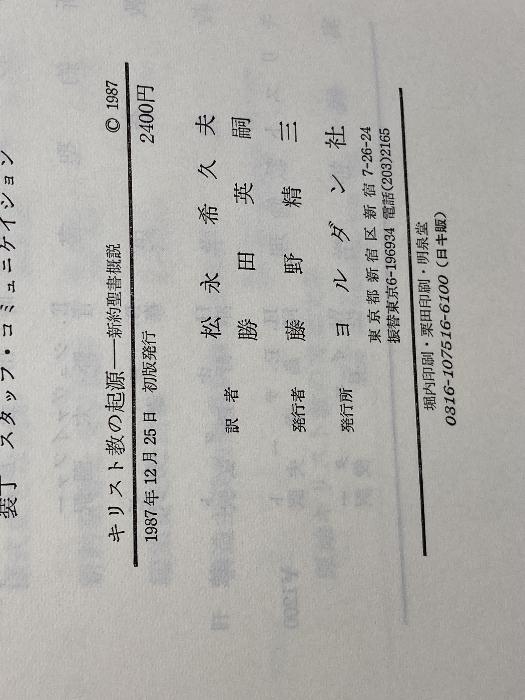 装丁 スタッフ・コミュニケイション
キリスト教の起源——新約聖書概説 © 1987
1987年12月25日 初版発行 2400円
訳者 松永希久夫
勝田英嗣
発行者 藤野精三
発行所 ヨルダン社
東京都新宿区新宿7-26-24
振替東京6-196934 電話(203)2165
堀内印刷・栗田印刷・明泉堂
0816-107516-6100(日キ販)